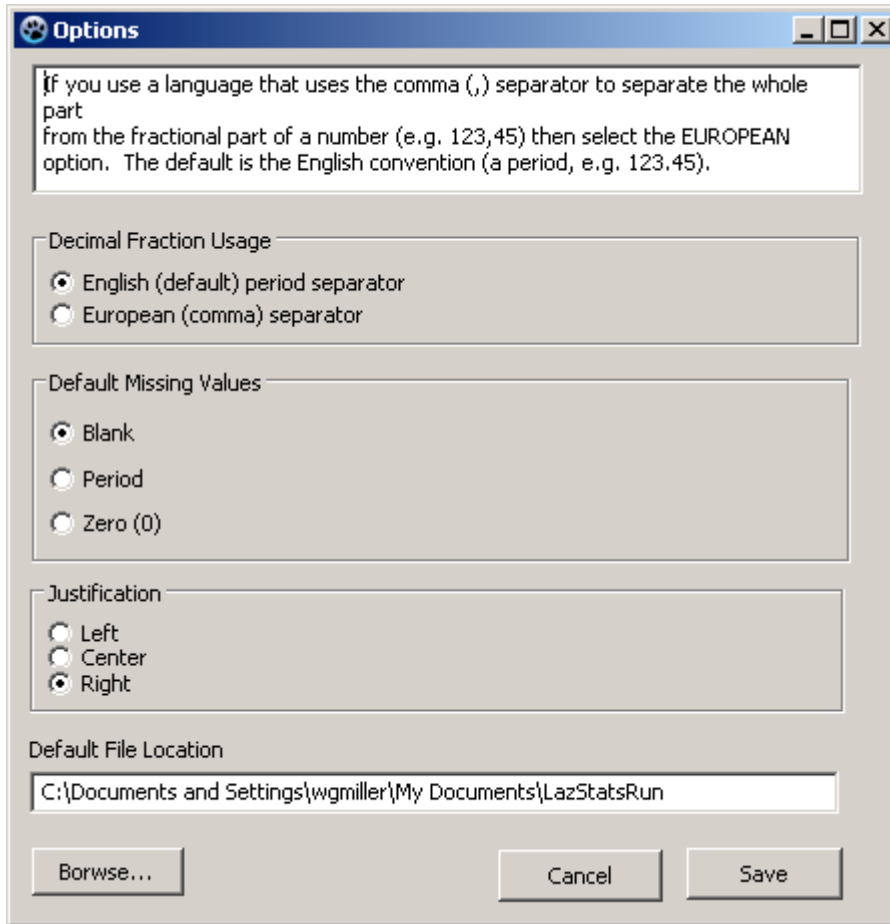 Options
If you use a language that uses the comma (,) separator to separate the whole
part
from the fractional part of a number (e.g. 123,45) then select the EUROPEAN
option.  The default is the English convention (a period, e.g. 123.45).
Decimal Fraction Usage
English (default) period separator
European (comma) separator
Default Missing Values
Blank
Period
Zero (0)
Justification
Left
Center
Right
Default File Location
C:\Documents and Settings\wgmiller\My Documents\LazStatsRun
Borwse...
Cancel
Save